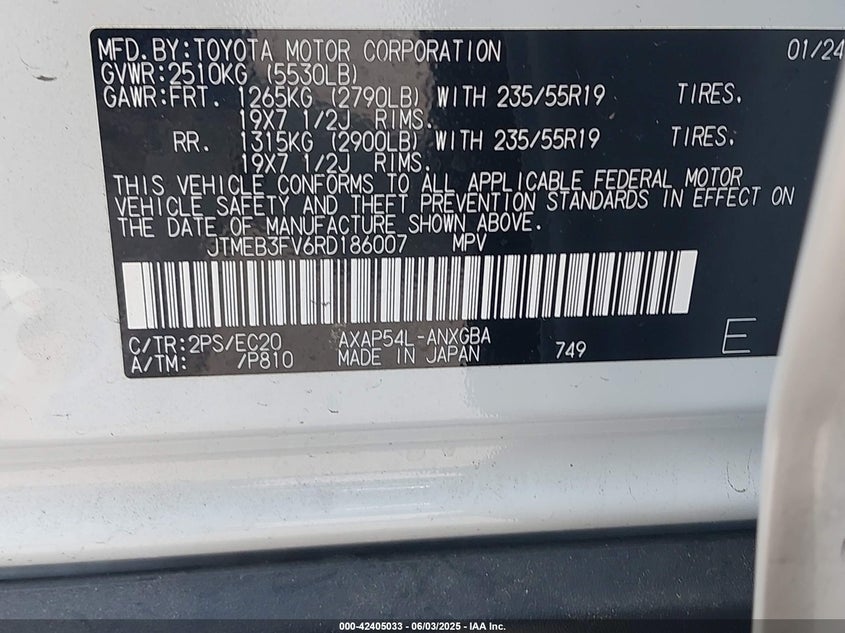 MFD.BY:TOYOTA MOTOR CORPORATION 01/24
GVWR:2510KG (5530LB)
GAWR:FRT. 1265KG (2790LB) WITH 235/55R19 TIRES.
19X7 1/2J RIMS.
RR. 1315KG (2900LB) WITH 235/55R19 TIRES.
19X7 1/2J RIMS.
THIS VEHICLE CONFORMS TO ALL APPLICABLE FEDERAL MOTOR
VEHICLE SAFETY AND THEFT PREVENTION STANDARDS IN EFFECT ON
THE DATE OF MANUFACTURE SHOWN ABOVE.
JTMEB3FV6RD186007 MPV
C/TR:2PS/EC20 AXAP54L-ANXGBA
A/TM: /P810 MADE IN JAPAN 749 E
000-42405033 - 06/03/2025 - IAA Inc.